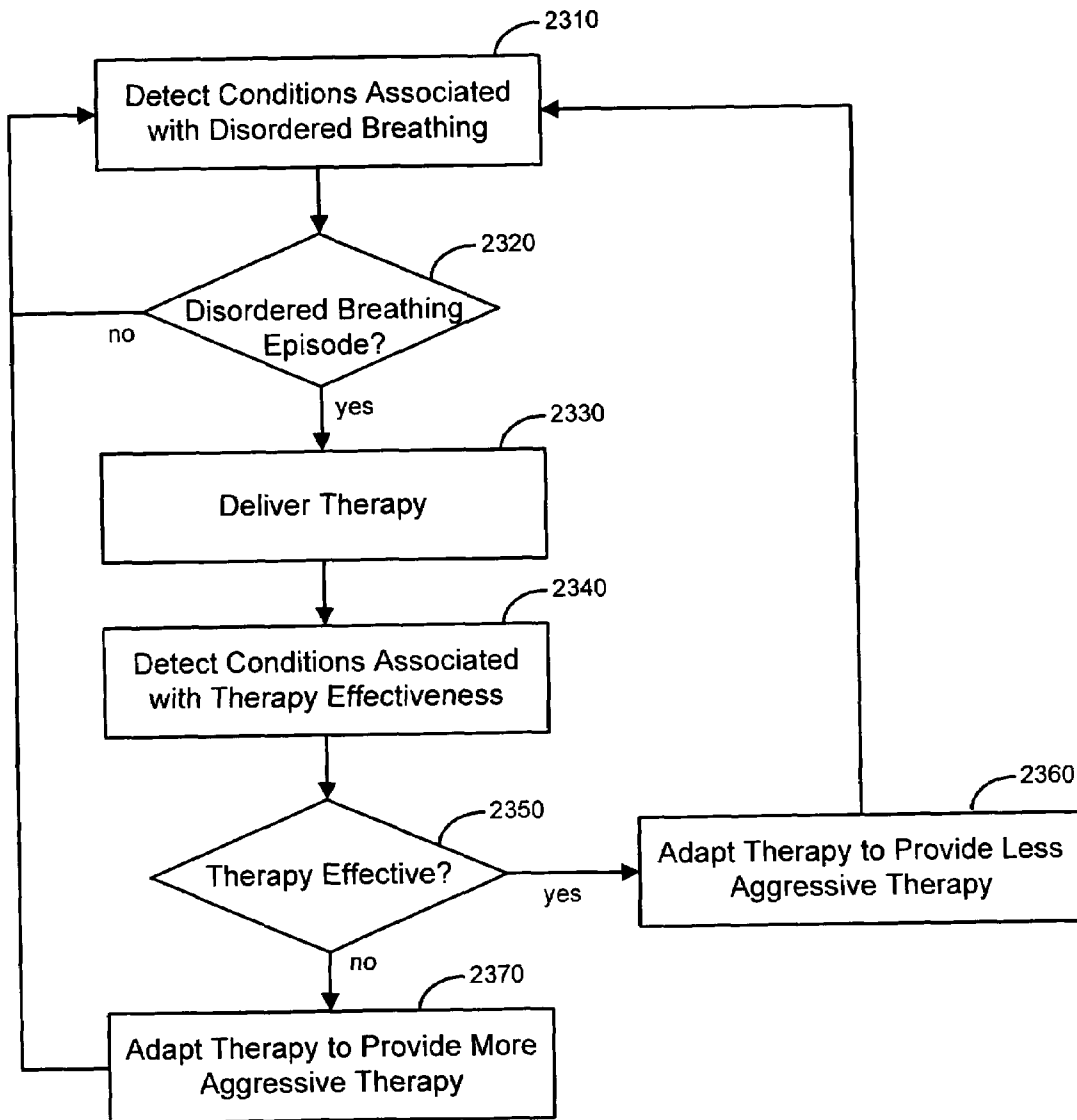 2310
Detect Conditions Associated
with Disordered Breathing
2320
Disordered Breathing
Episode?
no
yes
2330
Deliver Therapy
2340
Detect Conditions Associated
with Therapy Effectiveness
2350
Therapy Effective?
yes
2360
Adapt Therapy to Provide Less
Aggressive Therapy
no
2370
Adapt Therapy to Provide More
Aggressive Therapy